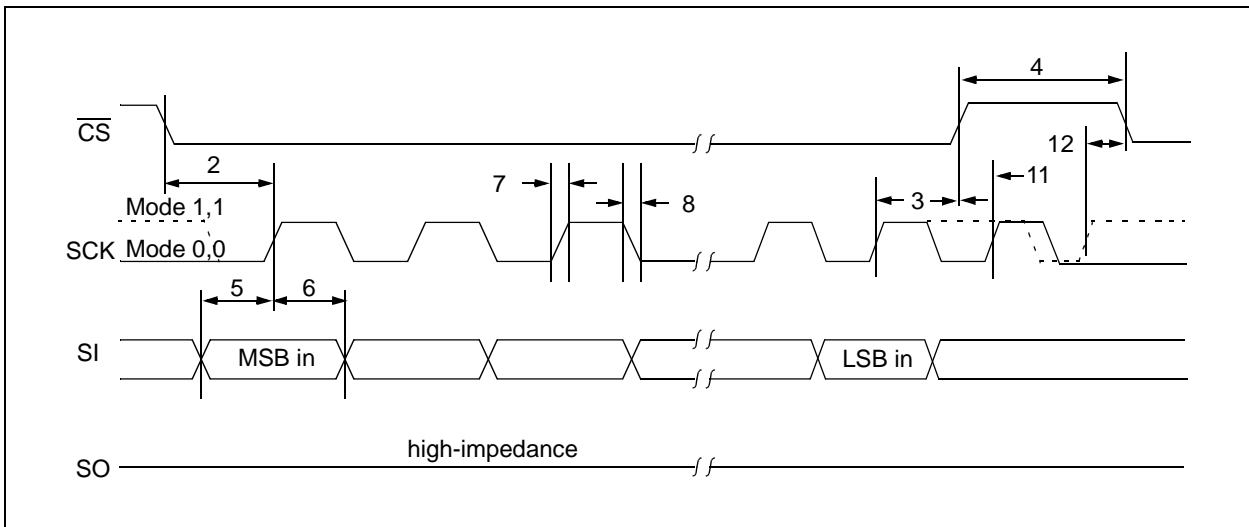 4
CS
12
2
7
8
3
11
Mode 1,1
SCK Mode 0,0
5
6
SI
MSB in
LSB in
high-impedance
SO